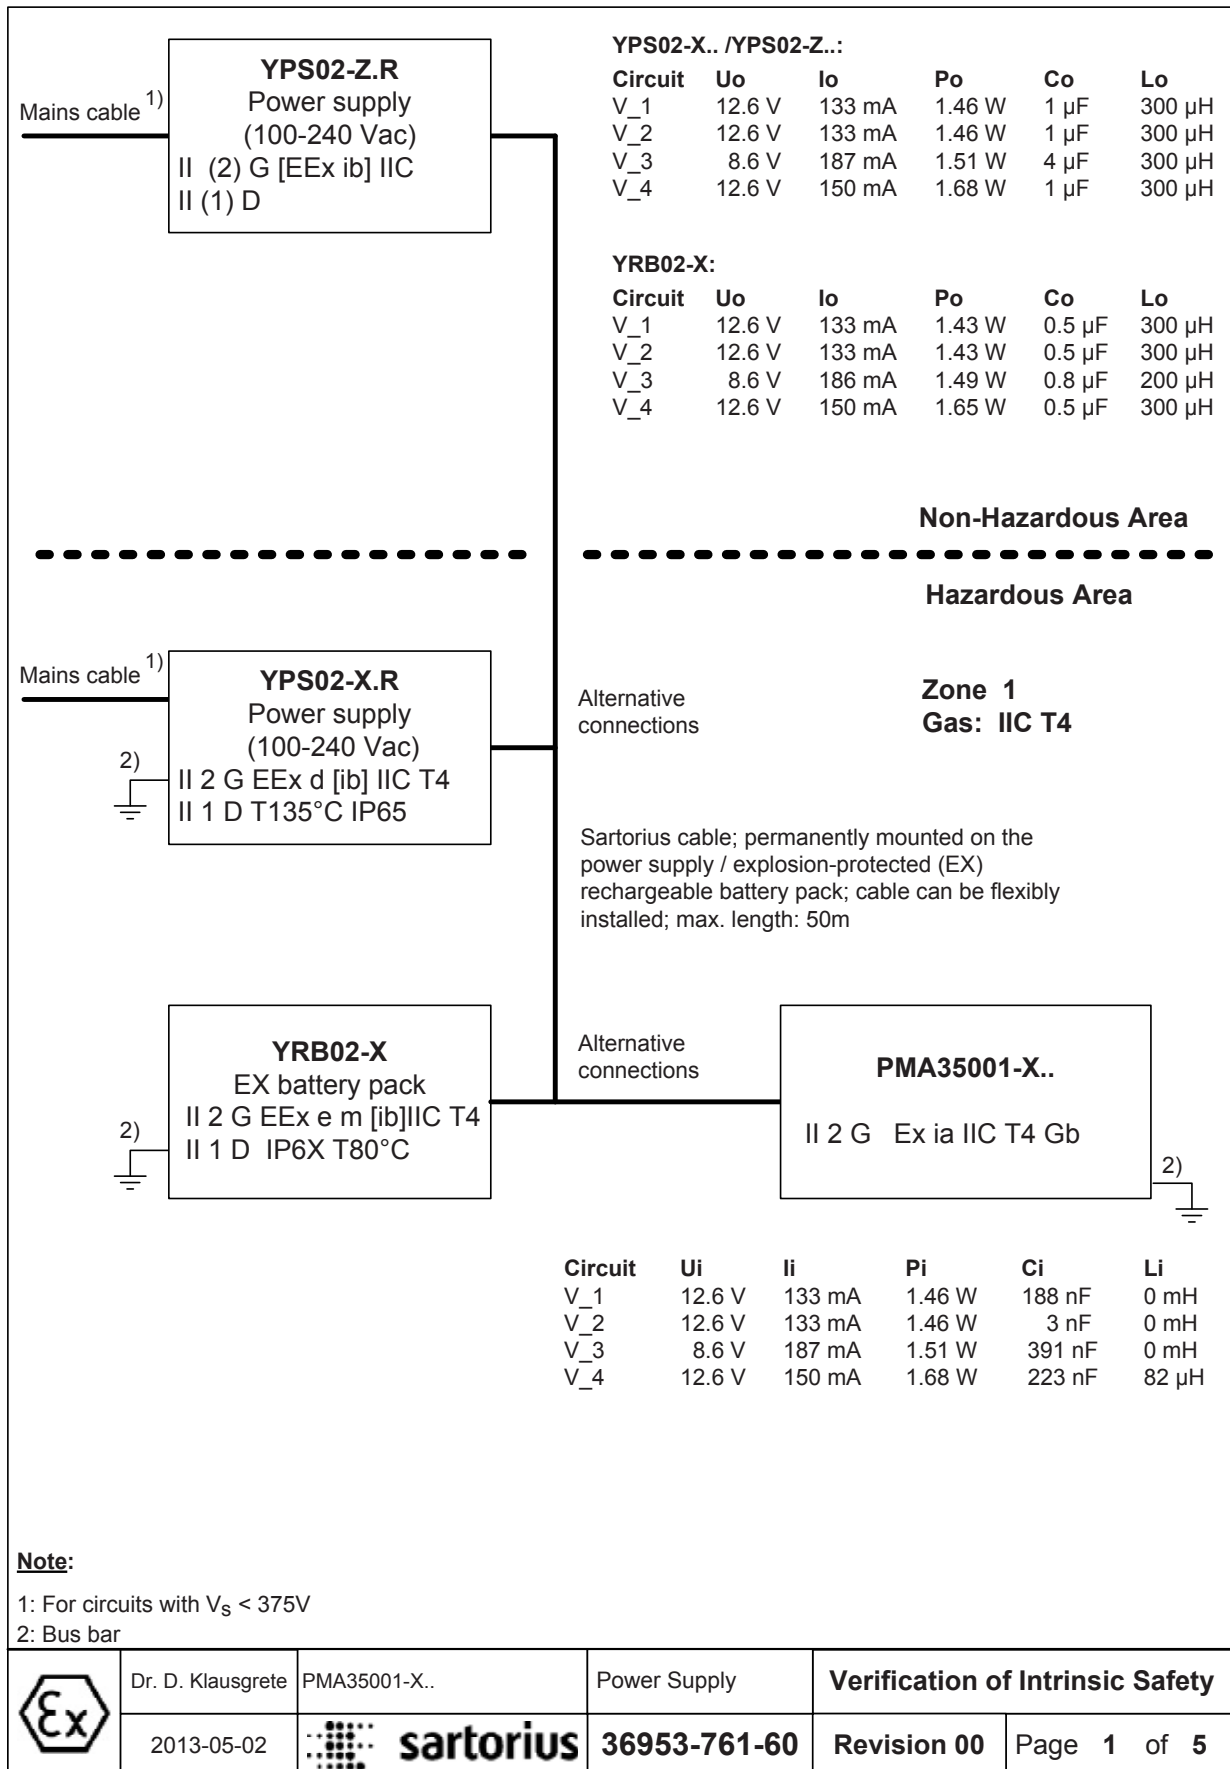 YPS02-Z.R
Power supply
(100-240 Vac)
II (2) G [EEx ib] IIC
II (1) D
Mains cable 1)
YPS02-X.. /YPS02-Z..:
Circuit Uo Io Po Co Lo
V_1 12.6 V 133 mA 1.46 W 1 µF 300 µH
V_2 12.6 V 133 mA 1.46 W 1 µF 300 µH
V_3 8.6 V 187 mA 1.51 W 4 µF 300 µH
V_4 12.6 V 150 mA 1.68 W 1 µF 300 µH
YRB02-X:
Circuit Uo Io Po Co Lo
V_1 12.6 V 133 mA 1.43 W 0.5 µF 300 µH
V_2 12.6 V 133 mA 1.43 W 0.5 µF 300 µH
V_3 8.6 V 186 mA 1.49 W 0.8 µF 200 µH
V_4 12.6 V 150 mA 1.65 W 0.5 µF 300 µH
Non-Hazardous Area
Hazardous Area
Mains cable 1)
2)
YPS02-X.R
Power supply
(100-240 Vac)
II 2 G EEx d [ib] IIC T4
II 1 D T135°C IP65
Alternative
connections
Zone 1
Gas: IIC T4
Sartorius cable; permanently mounted on the
power supply / explosion-protected (EX)
rechargeable battery pack; cable can be flexibly
installed; max. length: 50m
2)
YRB02-X
EX battery pack
II 2 G EEx e m [ib]IIC T4
II 1 D IP6X T80°C
Alternative
connections
PMA35001-X..
II 2 G Ex ia IIC T4 Gb
2)
Circuit Ui Ii Pi Ci Li
V_1 12.6 V 133 mA 1.46 W 188 nF 0 mH
V_2 12.6 V 133 mA 1.46 W 3 nF 0 mH
V_3 8.6 V 187 mA 1.51 W 391 nF 0 mH
V_4 12.6 V 150 mA 1.68 W 223 nF 82 µH
Note:
1: For circuits with Vs < 375V
2: Bus bar
Ex
Dr. D. Klausgrete PMA35001-X.. Power Supply Verification of Intrinsic Safety
2013-05-02 sartorius 36953-761-60 Revision 00 Page 1 of 5